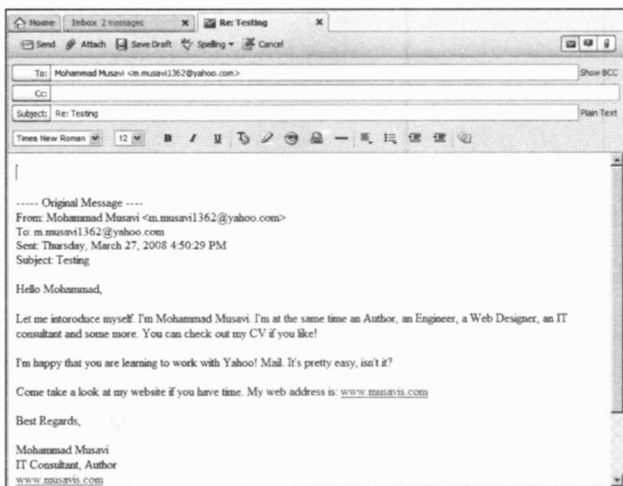 Home Inbox 2 messages Re: Testing
Send Attach Save Draft Spelling Cancel
To: Mohammad Musavi <m.musavi1362@yahoo.com> Show BCC
Cc:
Subject: Re: Testing Plain Text
Times New Roman 12 B I U
----- Original Message ----
From: Mohammad Musavi <m.musavi1362@yahoo.com>
To: m.musavi1362@yahoo.com
Sent: Thursday, March 27, 2008 4:50:29 PM
Subject: Testing
Hello Mohammad,
Let me intoroduce myself. I'm Mohammad Musavi. I'm at the same time an Author, an Engineer, a Web Designer, an IT
consultant and some more. You can check out my CV if you like!
I'm happy that you are learning to work with Yahoo! Mail. It's pretty easy, isn't it?
Come take a look at my website if you have time. My web address is: www.musavis.com
Best Regards,
Mohammad Musavi
IT Consultant, Author
www.musavis.com